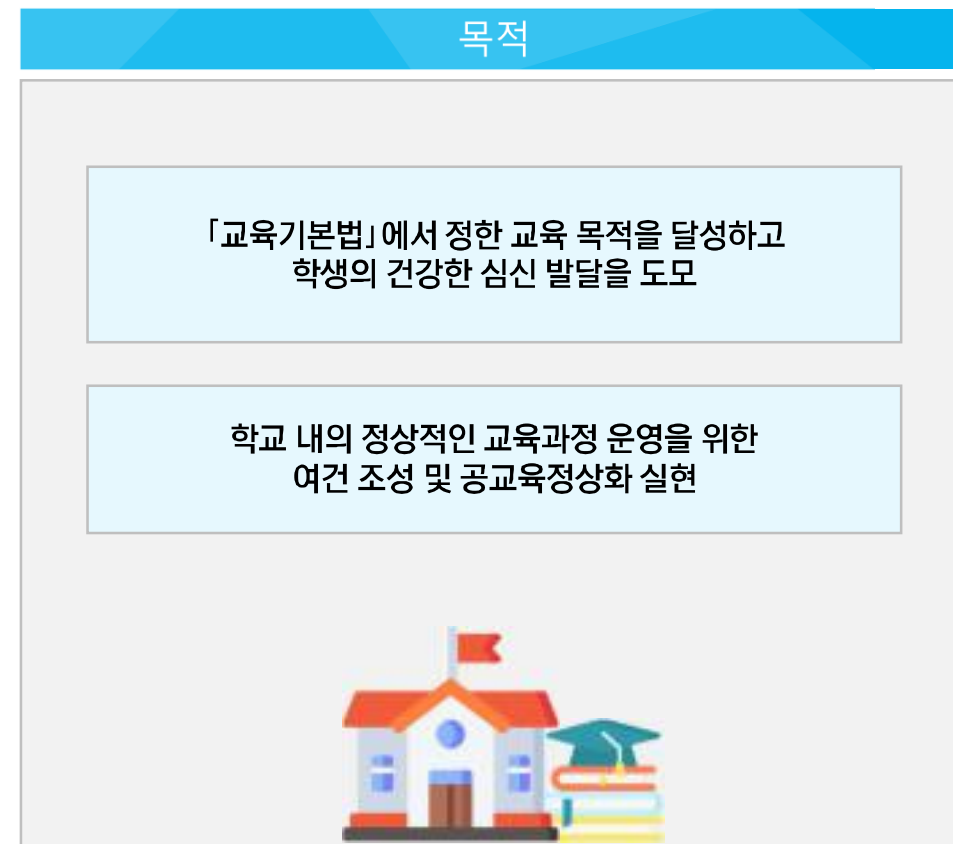 목적
「교육기본법」에서 정한 교육 목적을 달성하고
학생의 건강한 심신 발달을 도모
학교 내의 정상적인 교육과정 운영을 위한
여건 조성 및 공교육정상화 실현